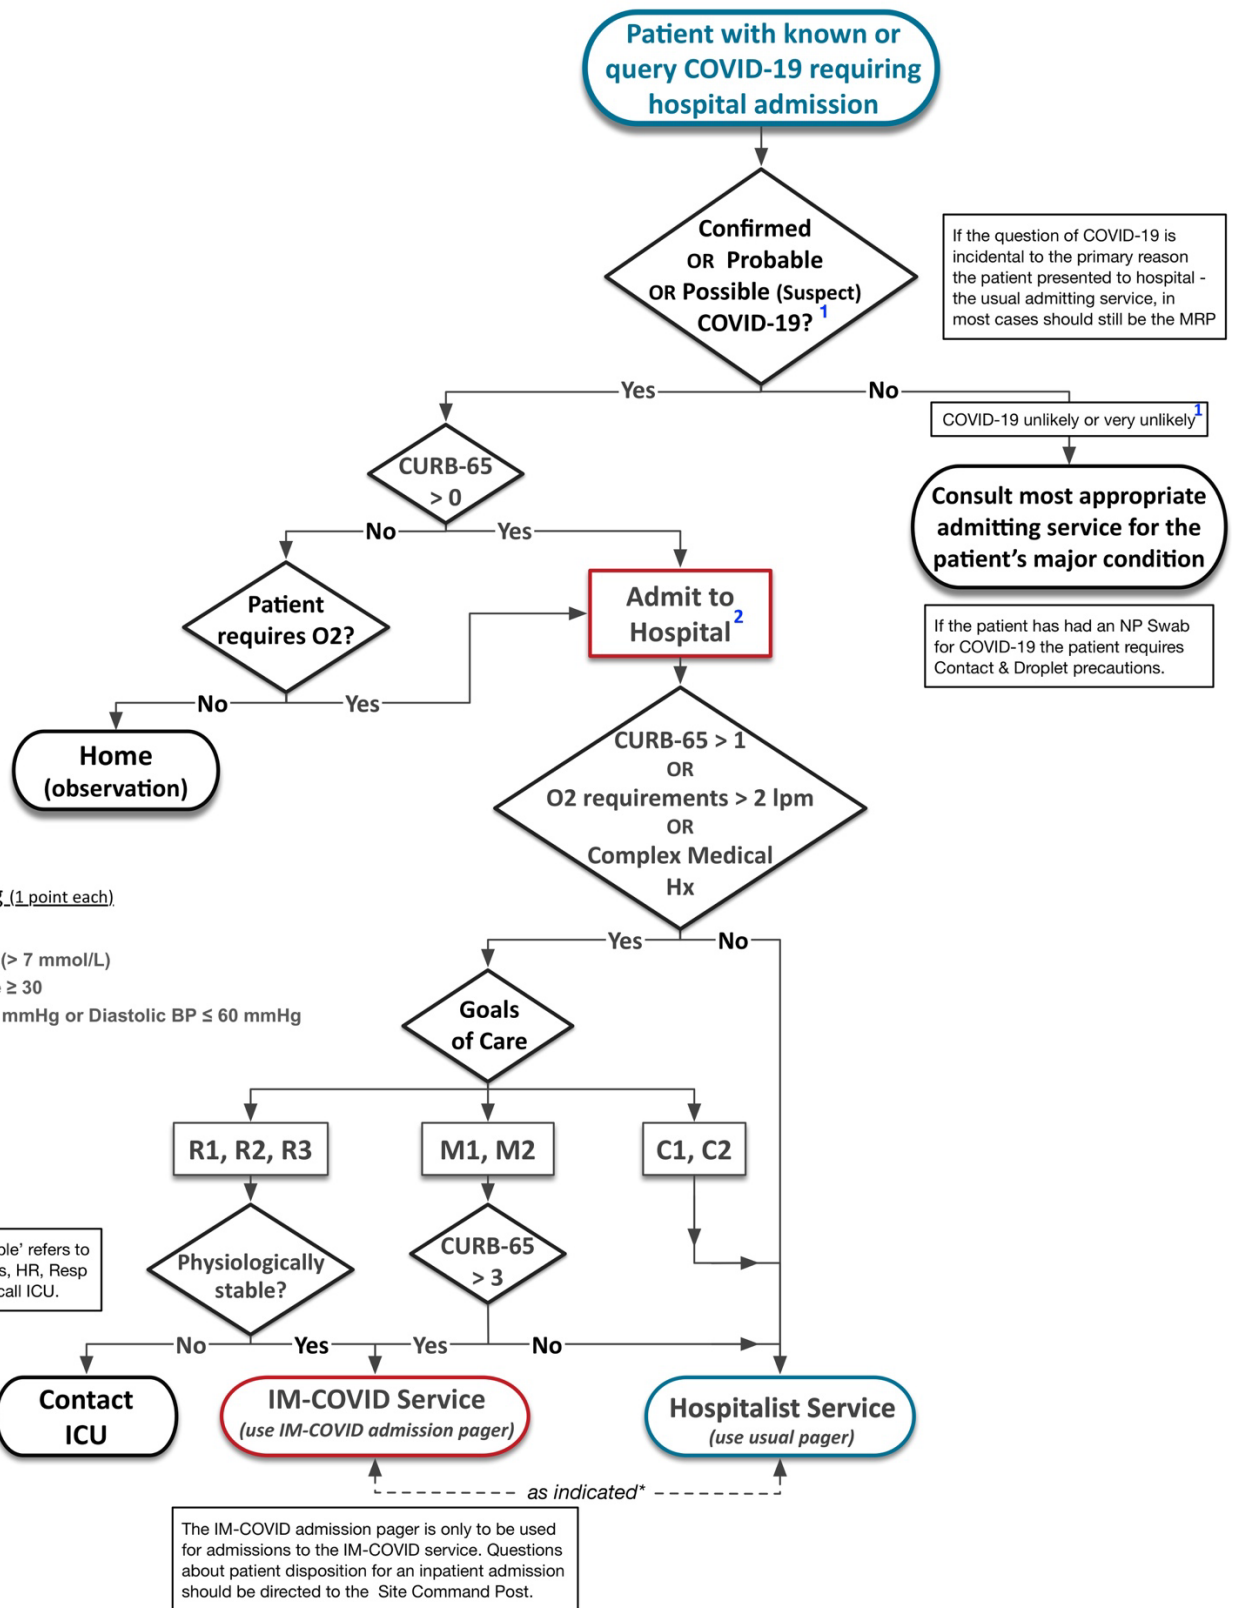 Patient with known or
query COVID-19 requiring
hospital admission
Confirmed
OR Probable
OR Possible (Suspect)
COVID-19? 1
If the question of COVID-19 is
incidental to the primary reason
the patient presented to hospital -
the usual admitting service, in
most cases should still be the MRP
Yes
No
COVID-19 unlikely or very unlikely1
CURB-65
> 0
Consult most appropriate
admitting service for the
patient's major condition
No
Yes
Patient
requires O2?
Admit to
Hospital 2
If the patient has had an NP Swab
for COVID-19 the patient requires
Contact & Droplet precautions.
No
Yes
Home
(observation)
CURB-65 > 1
OR
O2 requirements > 2 lpm
OR
Complex Medical
Hx
(1 point each)
(> 7 mmol/L)
≥ 30
mmHg or Diastolic BP ≤ 60 mmHg
Yes
No
Goals
of Care
R1, R2, R3
M1, M2
C1, C2
refers to
HR, Resp
call ICU.
Physiologically
stable?
CURB-65
> 3
No
Yes
Yes
No
Contact
ICU
IM-COVID Service
(use IM-COVID admission pager)
Hospitalist Service
(use usual pager)
as indicated*
The IM-COVID admission pager is only to be used
for admissions to the IM-COVID service. Questions
about patient disposition for an inpatient admission
should be directed to the Site Command Post.